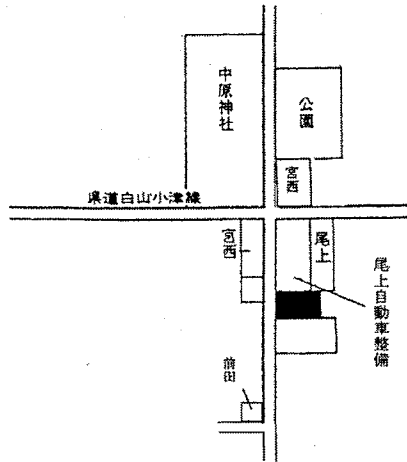 中原神社
公園
宮西
県道白山小津線
宮西
尾上
尾上自動車整備
前田